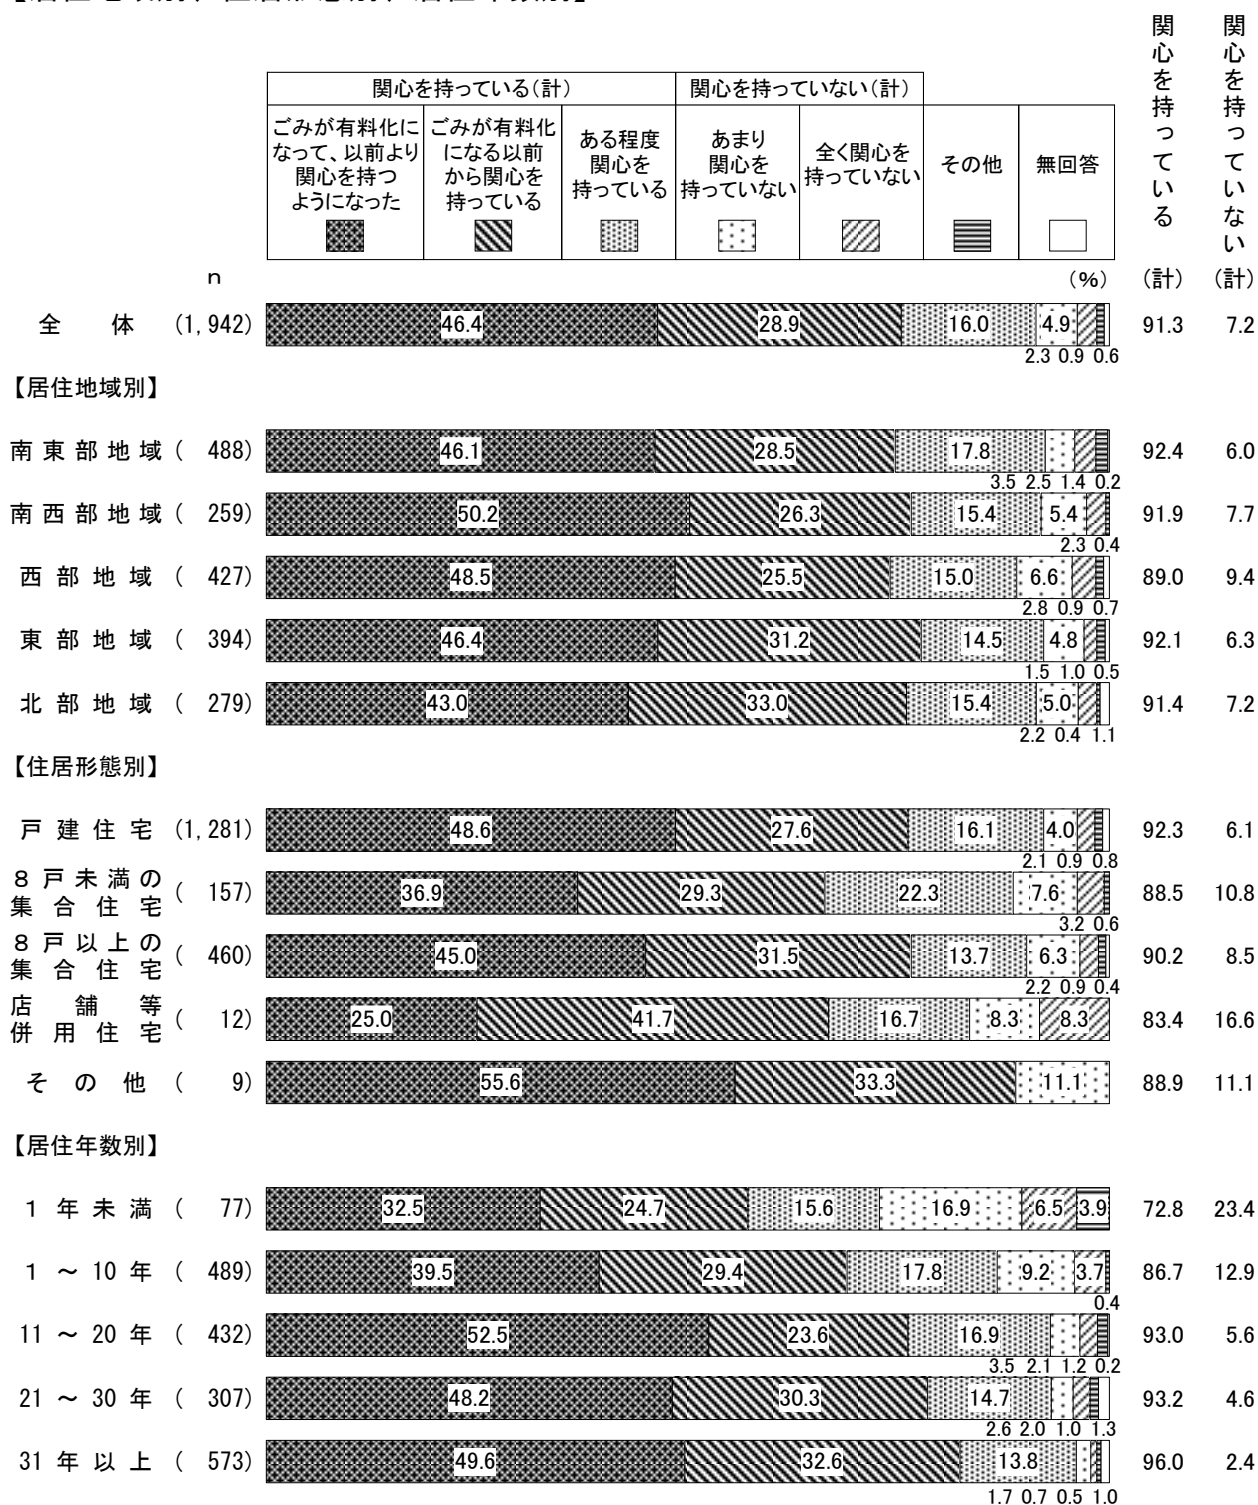 関心を持っている（計）
関心を持っていない（計）
関心を持っている(計)
関心を持っていない(計)
ごみが有料化に
なって、以前より
関心を持つ
ようになった
ごみが有料化
になる以前
から関心を
持っている
ある程度
関心を
持っている
あまり
関心を
持っていない
全く関心を
持っていない
その他
無回答
n
(%)
全体 (1,942) 46.4 28.9 16.0 4.9 91.3 7.2
2.3 0.9 0.6
【居住地域別】
南東部地域 ( 488) 46.1 28.5 17.8 92.4 6.0
3.5 2.5 1.4 0.2
南西部地域 ( 259) 50.2 26.3 15.4 5.4 91.9 7.7
2.3 0.4
西部地域 ( 427) 48.5 25.5 15.0 6.6 89.0 9.4
2.8 0.9 0.7
東部地域 ( 394) 46.4 31.2 14.5 4.8 92.1 6.3
1.5 1.0 0.5
北部地域 ( 279) 43.0 33.0 15.4 5.0 91.4 7.2
2.2 0.4 1.1
【住居形態別】
戸建住宅 (1,281) 48.6 27.6 16.1 4.0 92.3 6.1
2.1 0.9 0.8
８戸未満の
集合住宅 ( 157) 36.9 29.3 22.3 7.6 88.5 10.8
3.2 0.6
８戸以上の
集合住宅 ( 460) 45.0 31.5 13.7 6.3 90.2 8.5
2.2 0.9 0.4
店舗等
併用住宅 ( 12) 25.0 41.7 16.7 8.3 8.3 83.4 16.6
その他 ( 9) 55.6 33.3 11.1 88.9 11.1
【居住年数別】
１年未満 ( 77) 32.5 24.7 15.6 16.9 6.5 3.9 72.8 23.4
１～10年 ( 489) 39.5 29.4 17.8 9.2 3.7 86.7 12.9
0.4
11～20年 ( 432) 52.5 23.6 16.9 93.0 5.6
3.5 2.1 1.2 0.2
21～30年 ( 307) 48.2 30.3 14.7 93.2 4.6
2.6 2.0 1.0 1.3
31年以上 ( 573) 49.6 32.6 13.8 96.0 2.4
1.7 0.7 0.5 1.0